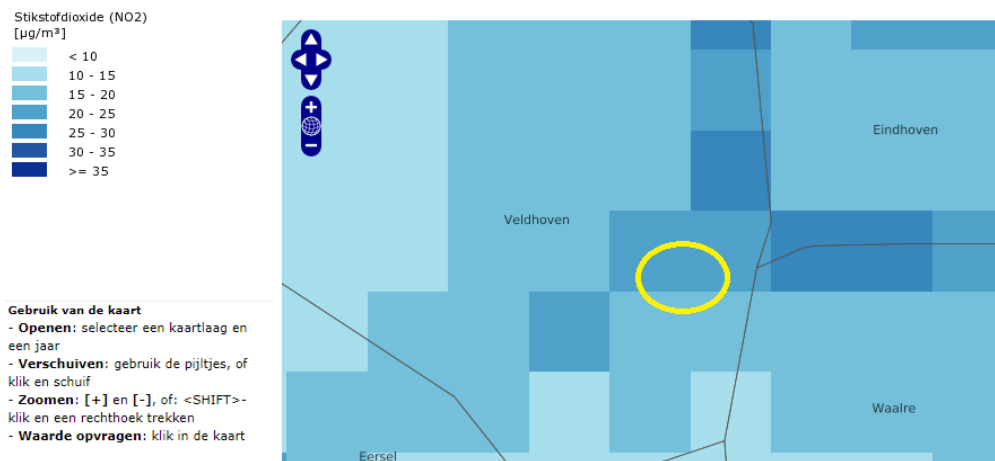 Stikstofdioxide (NO2)
[µg/m³]
< 10
10 - 15
15 - 20
20 - 25
25 - 30
30 - 35
>= 35
Gebruik van de kaart
- Openen: selecteer een kaartlaag en
een jaar
- Verschuiven: gebruik de pijltjes, of
klik en schuif
- Zoomen: [+] en [-], of: <SHIFT>-
klik en een rechthoek trekken
- Waarde opvragen: klik in de kaart
Eindhoven
Veldhoven
Waalre
Eersel